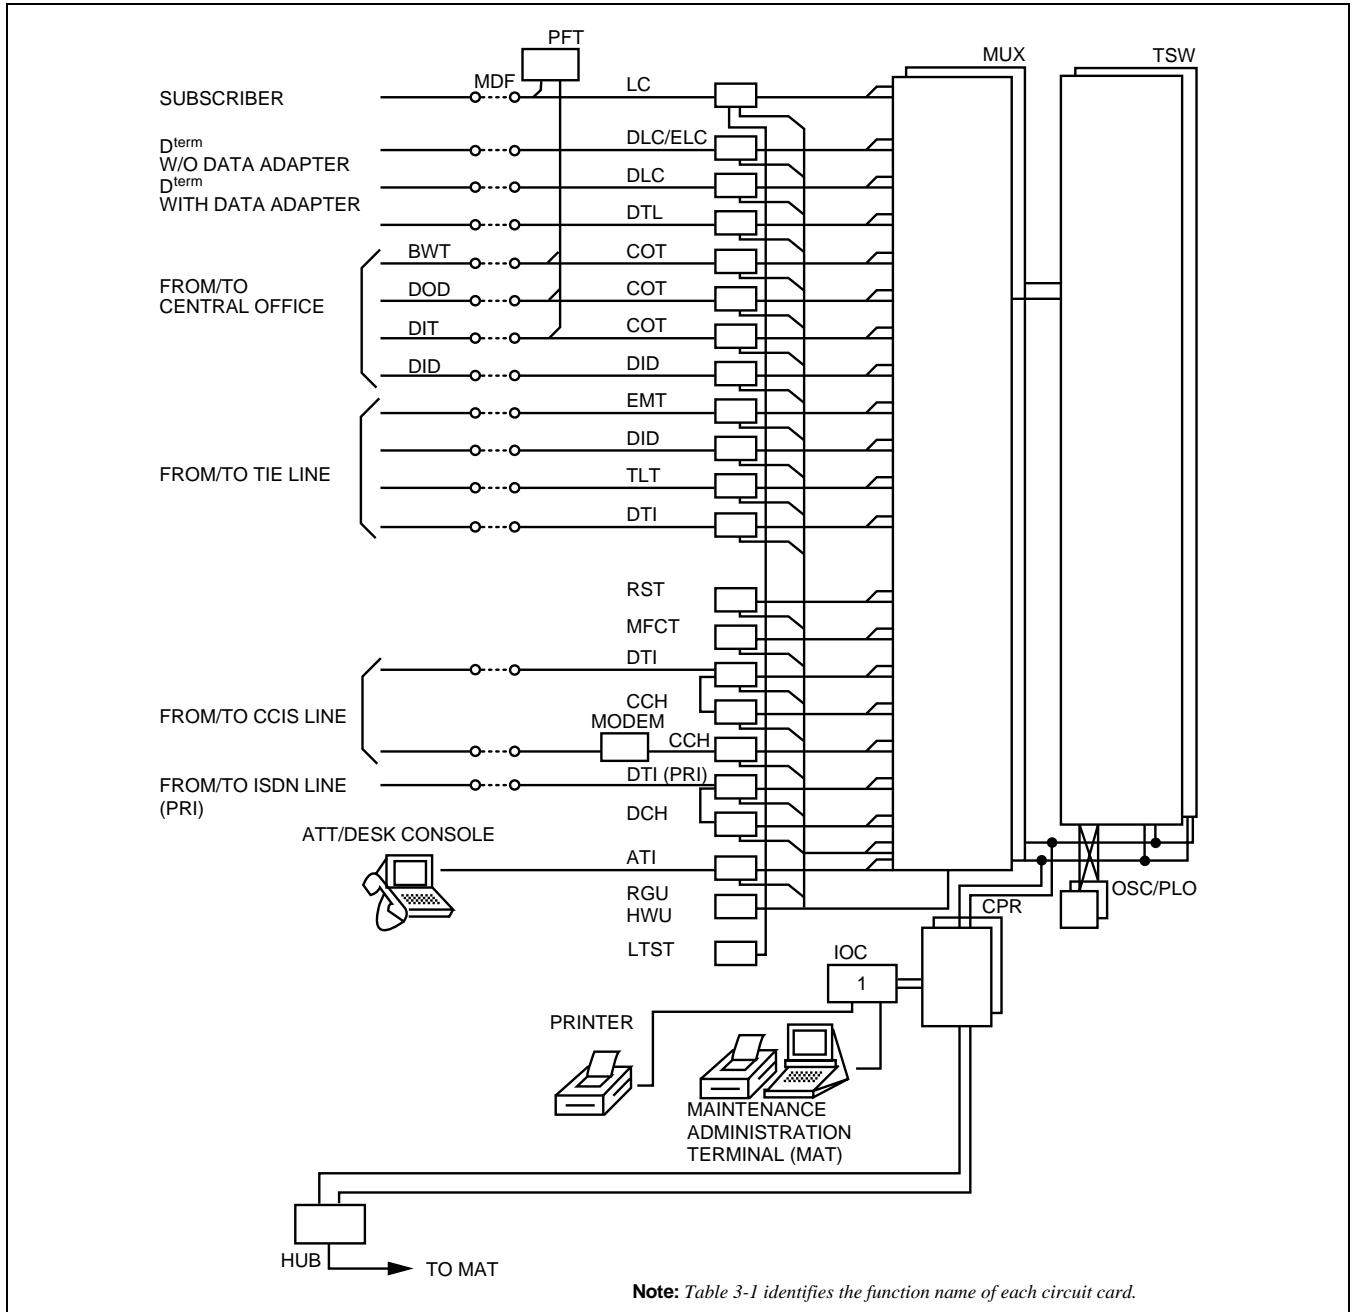 PFT
MUX
TSW
MDF
LC
SUBSCRIBER
Dterm
W/O DATA ADAPTER
DLC/ELC
Dterm
WITH DATA ADAPTER
DLC
DTL
FROM/TO
CENTRAL OFFICE
BWT
COT
DOD
COT
DIT
COT
DID
DID
FROM/TO TIE LINE
EMT
DID
TLT
DTI
RST
MFCT
FROM/TO CCIS LINE
DTI
CCH
MODEM
CCH
FROM/TO ISDN LINE
(PRI)
DTI (PRI)
DCH
ATT/DESK CONSOLE
ATI
RGU
HWU
LTST
OSC/PLO
CPR
IOC
1
PRINTER
MAINTENANCE
ADMINISTRATION
TERMINAL (MAT)
HUB
TO MAT
Note: Table 3-1 identifies the function name of each circuit card.